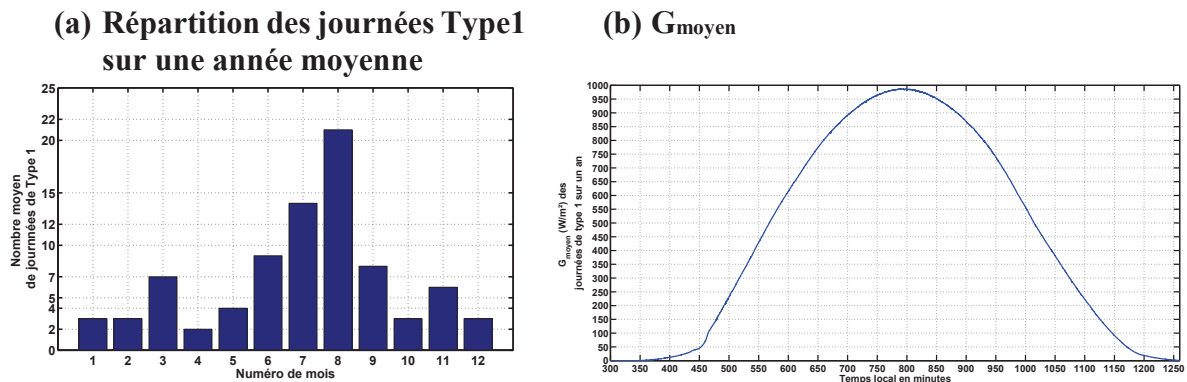 (a) Répartition des journées Type1
sur une année moyenne
25
22
20
15
10
7
5
4
2
0
Nombre moyen
de journnées de Type 1
1 2 3 4 5 6 7 8 9 10 11 12
Numéro de mois
(b) Gmoyen
1000
950
900
850
800
750
700
650
600
550
500
450
400
350
300
250
200
150
100
50
0
Gmoyen (W/m²) des
journées de type 1 sur un an
300 350 400 450 500 550 600 650 700 750 800 850 900 950 1000 1050 1100 1150 1200 1250
Temps local en minutes